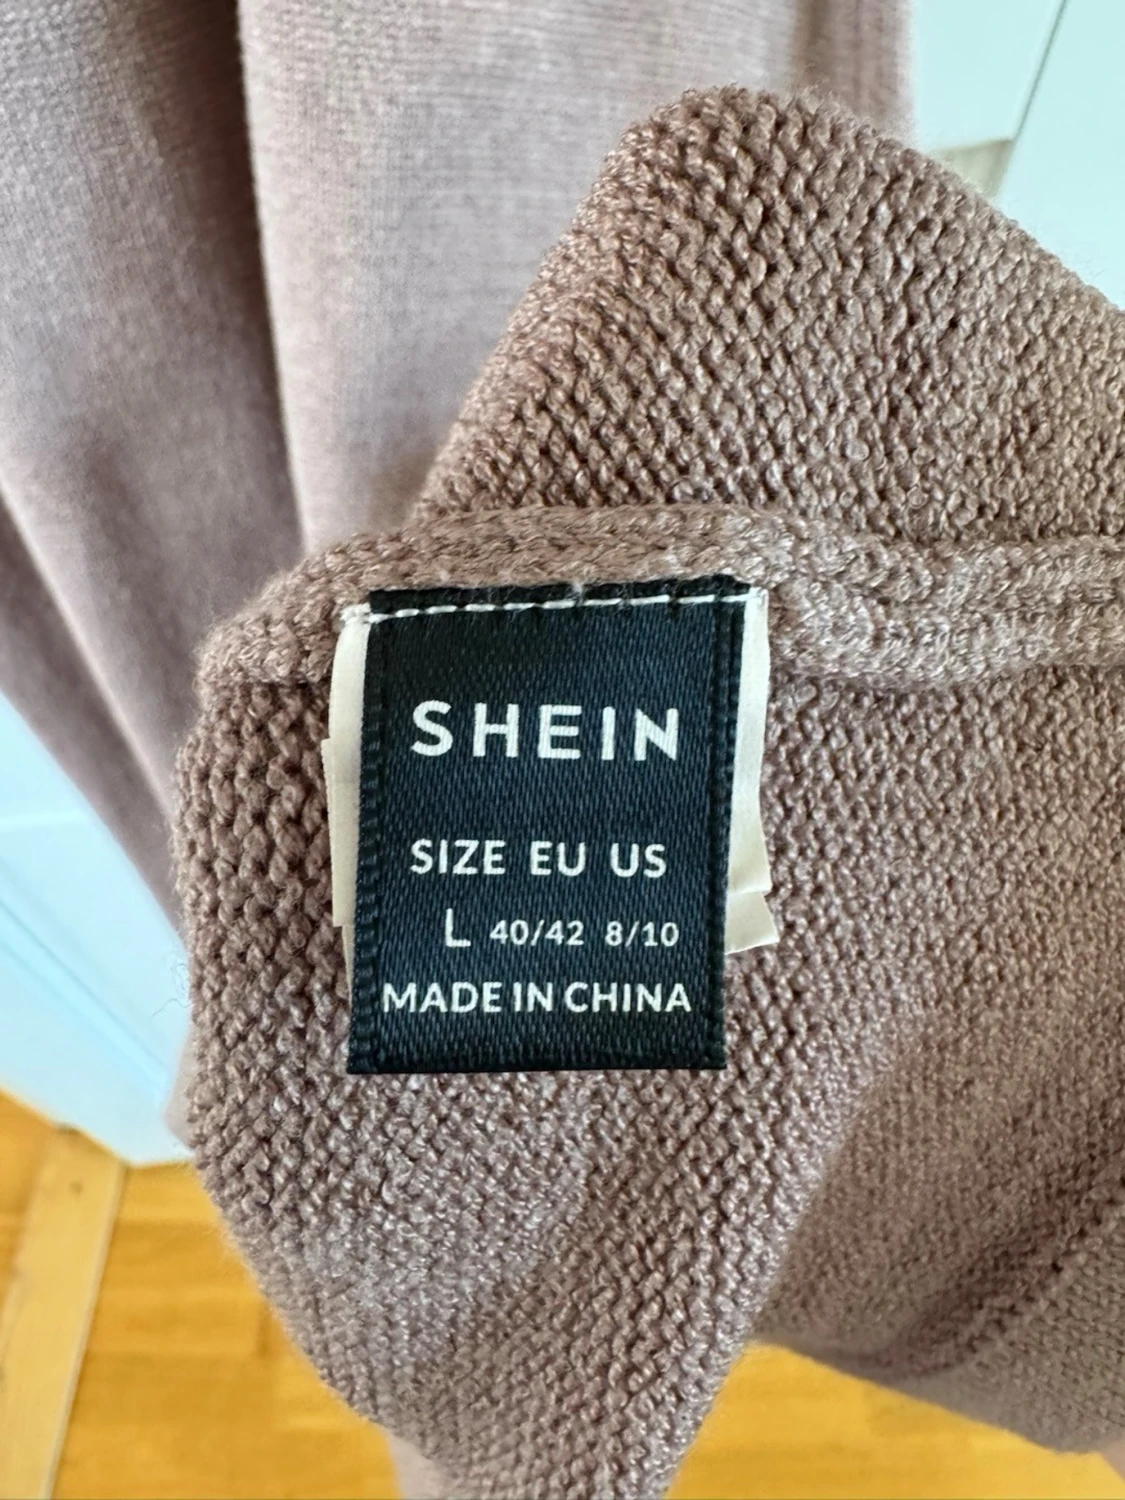 SHEIN
SIZE EU US
L 40/42 8/10
MADE IN CHINA